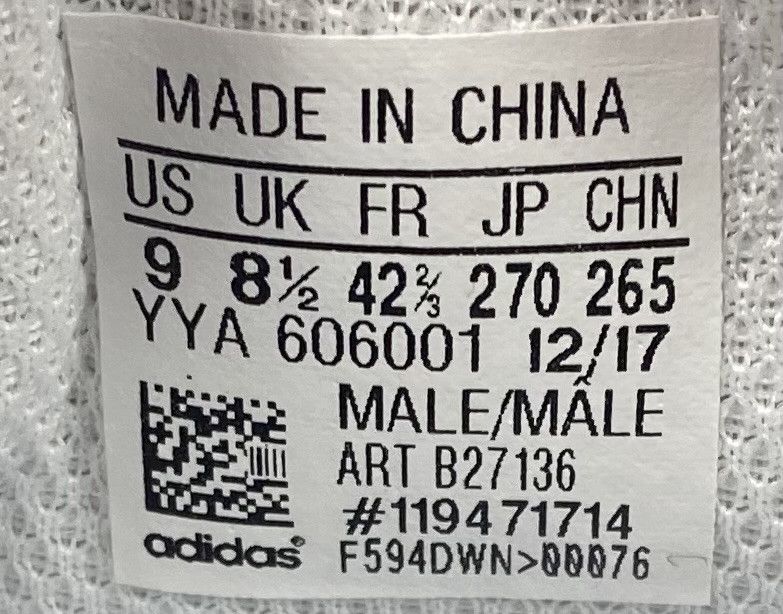 MADE IN CHINA
US UK FR JP CHN
9 8½ 42⅔ 270 265
YYA 606001 12/17
MALE/MÂLE
ART B27136
#119471714
adidas® F594DWN>00076